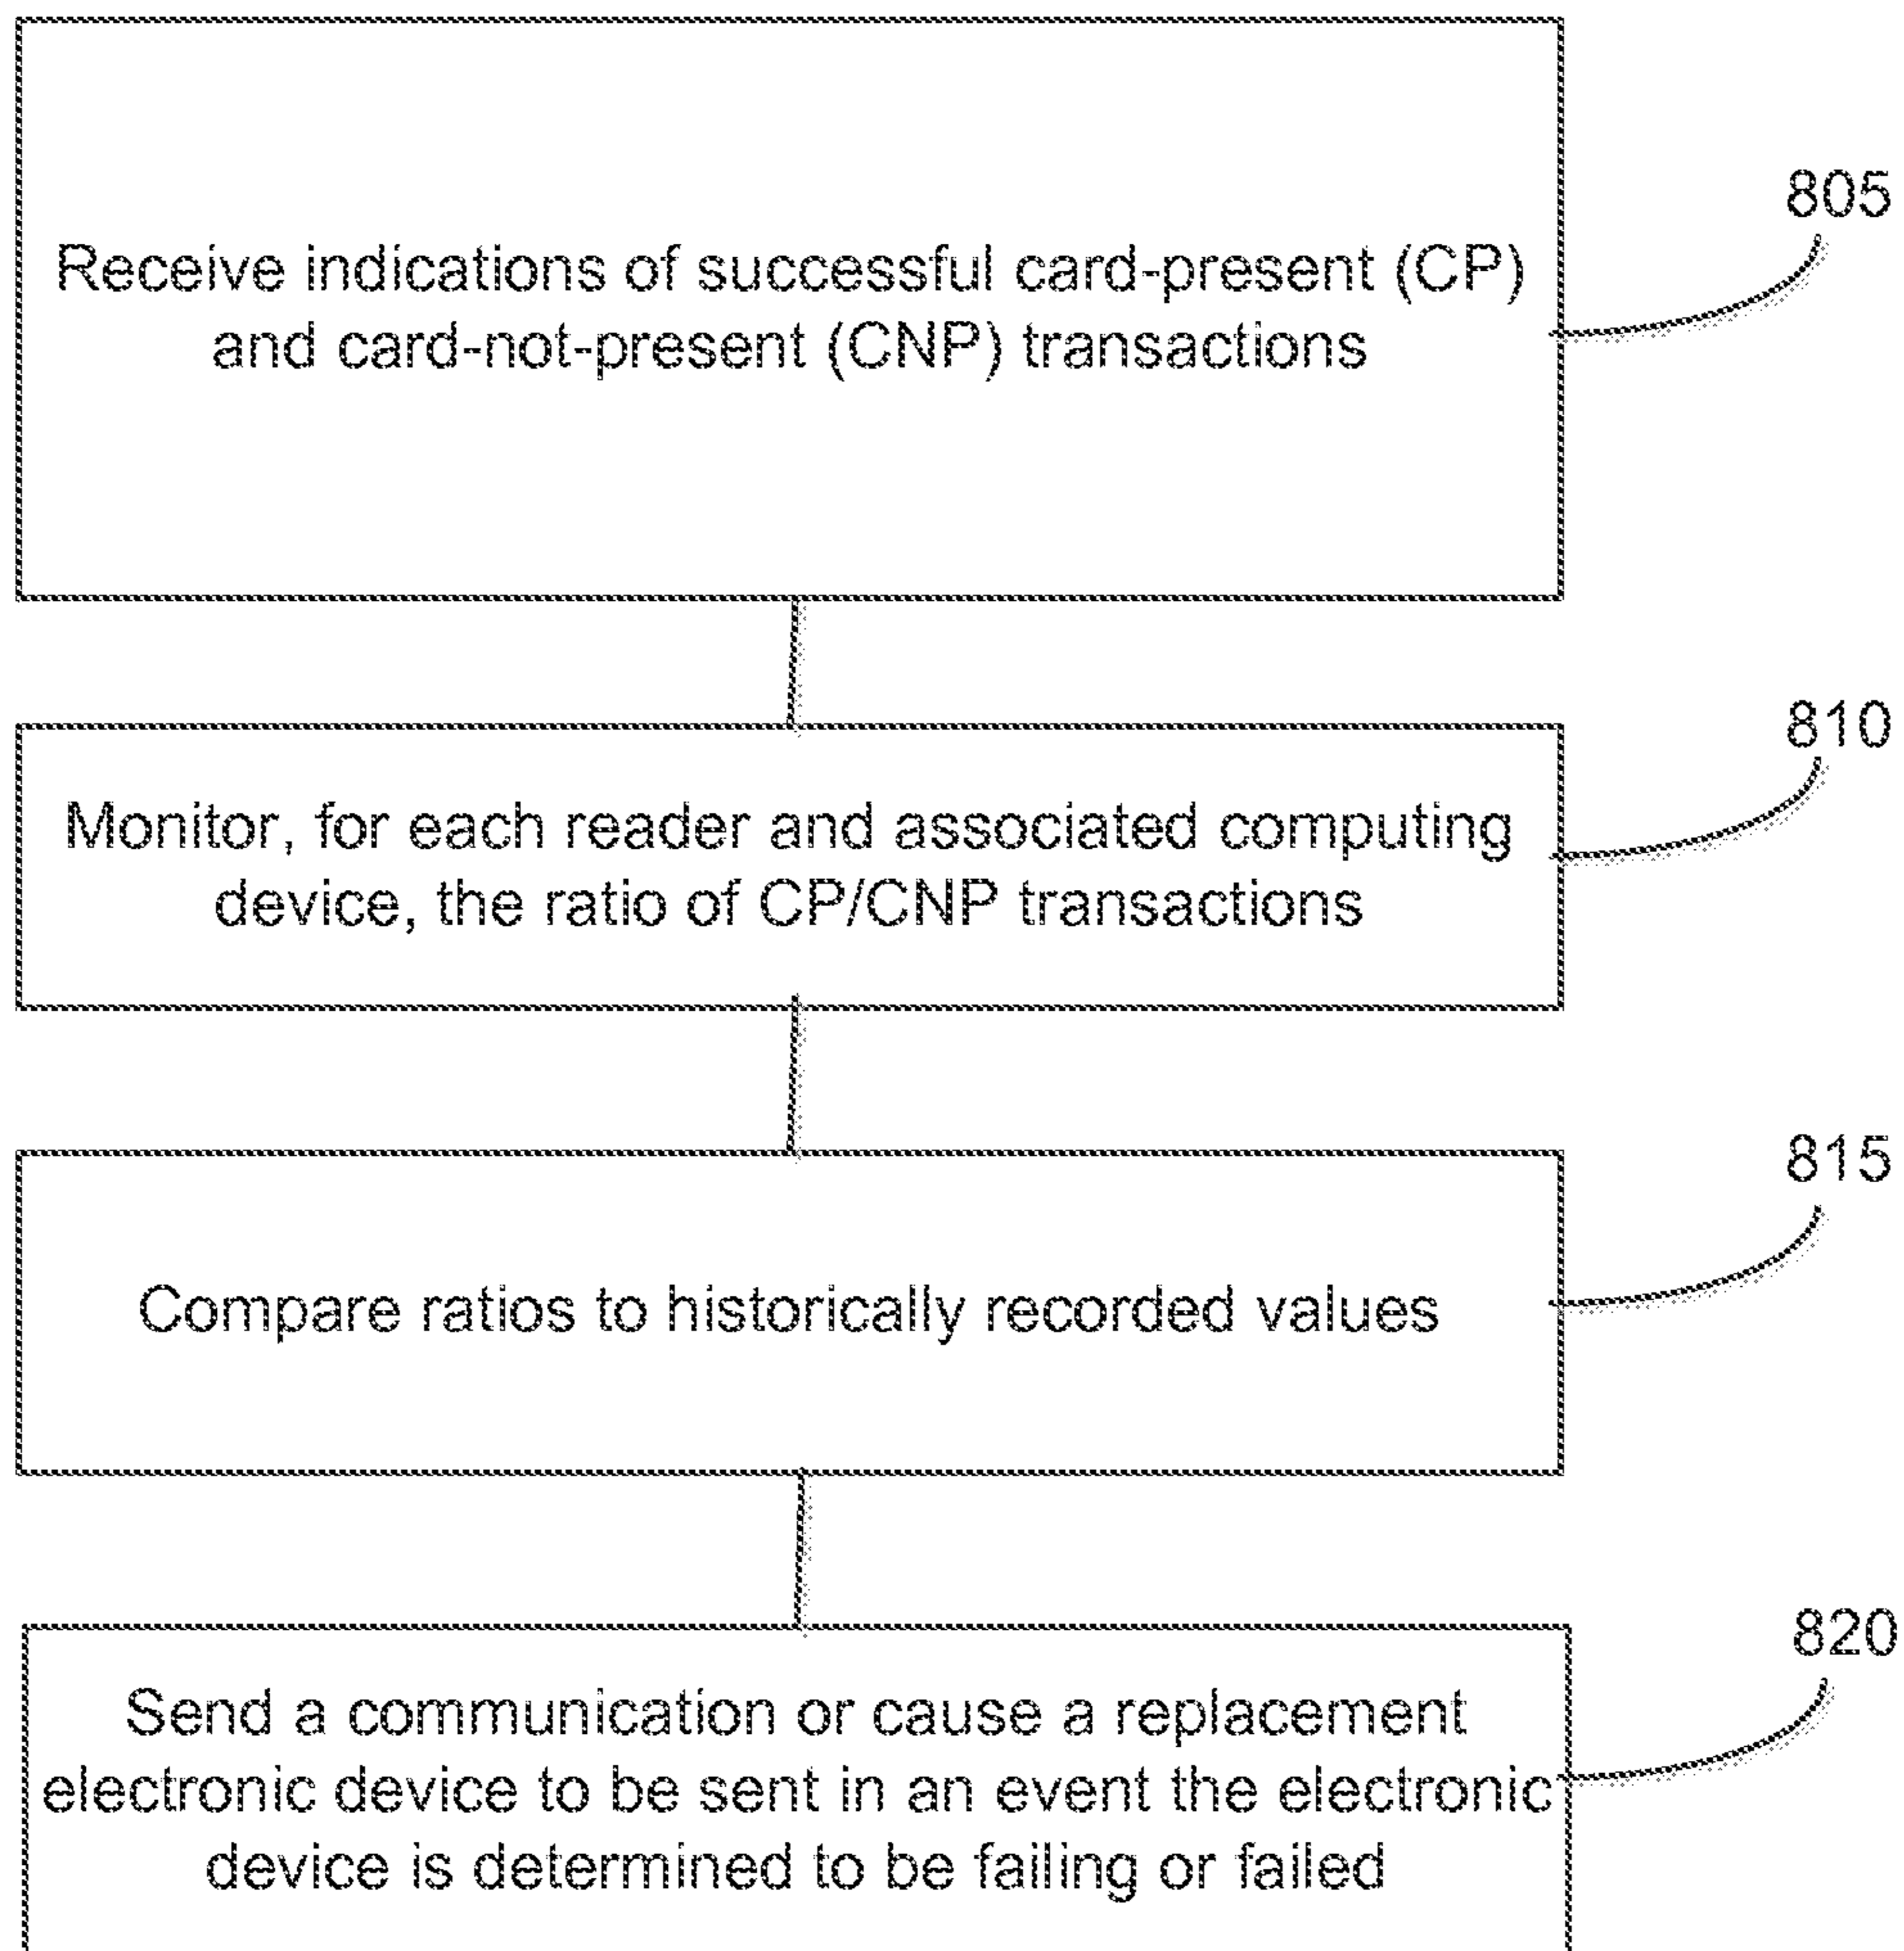 805
Receive indications of successful card-present (CP)
and card-not-present (CNP) transactions
810
Monitor, for each reader and associated computing
device, the ratio of CP/CNP transactions
815
Compare ratios to historically recorded values
820
Send a communication or cause a replacement
electronic device to be sent in an event the electronic
device is determined to be failing or failed